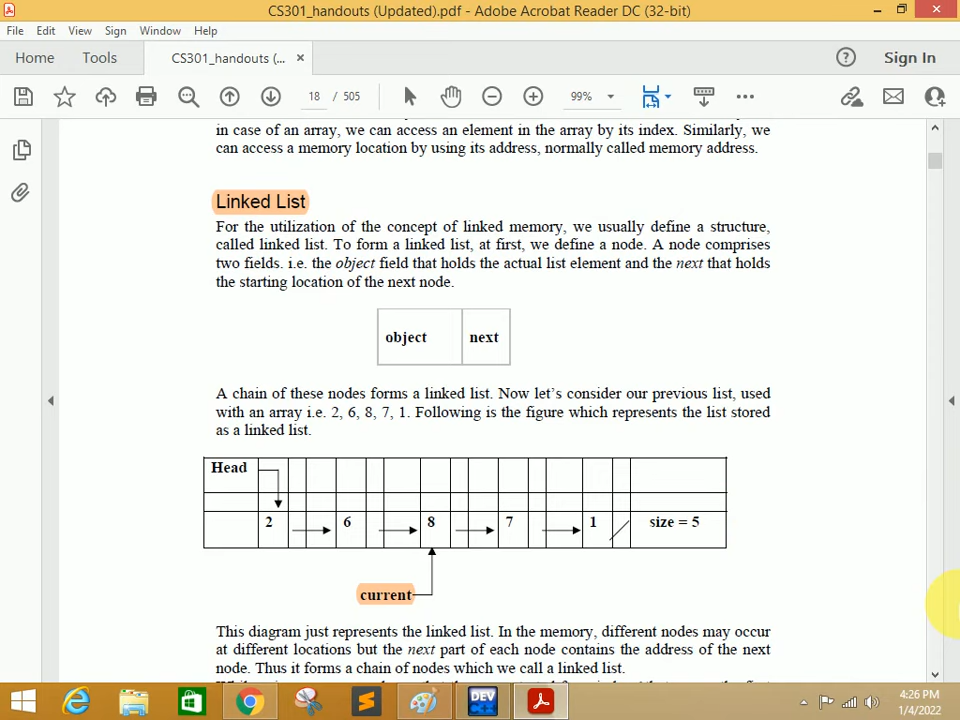 CS301_handouts (Updated).pdf - Adobe Acrobat Reader DC (32-bit)
File Edit View Sign Window Help
Home Tools CS301_handouts (... × ? Sign In
18 / 505 99%
in case of an array, we can access an element in the array by its index. Similarly, we
can access a memory location by using its address, normally called memory address.
Linked List
For the utilization of the concept of linked memory, we usually define a structure,
called linked list. To form a linked list, at first, we define a node. A node comprises
two fields. i.e. the object field that holds the actual list element and the next that holds
the starting location of the next node.
object next
A chain of these nodes forms a linked list. Now let's consider our previous list, used
with an array i.e. 2, 6, 8, 7, 1. Following is the figure which represents the list stored
as a linked list.
Head
2 6 8 7 1 size = 5
current
This diagram just represents the linked list. In the memory, different nodes may occur
at different locations but the next part of each node contains the address of the next
node. Thus it forms a chain of nodes which we call a linked list.
DEV
4:26 PM
1/4/2022